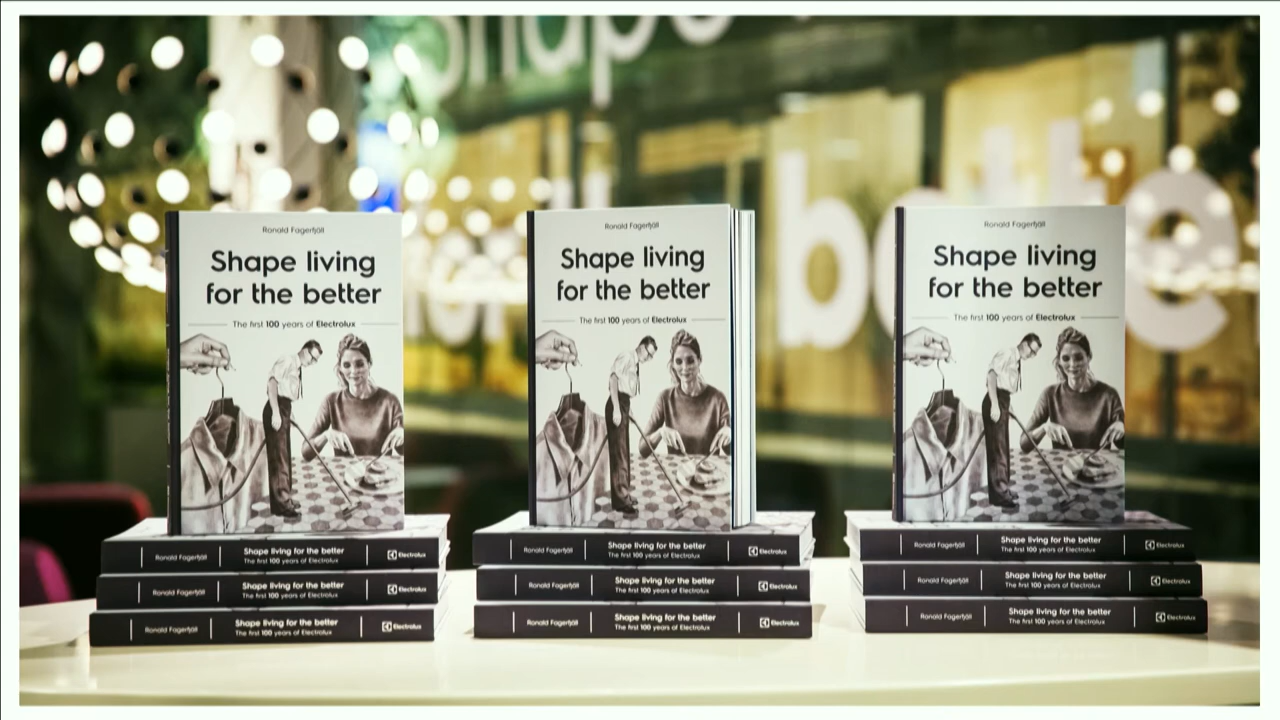 Shape
better
Ronald Fagerfjäll
Shape living
for the better
The first 100 years of Electrolux
Ronald Fagerfjäll
Shape living
for the better
The first 100 years of Electrolux
Ronald Fagerfjäll
Shape living
for the better
The first 100 years of Electrolux
Ronald Fagerfjäll Shape living for the better Electrolux
The first 100 years of Electrolux
Ronald Fagerfjäll Shape living for the better Electrolux
The first 100 years of Electrolux
Ronald Fagerfjäll Shape living for the better Electrolux
The first 100 years of Electrolux
Ronald Fagerfjäll Shape living for the better Electrolux
The first 100 years of Electrolux
Ronald Fagerfjäll Shape living for the better Electrolux
The first 100 years of Electrolux
Ronald Fagerfjäll Shape living for the better Electrolux
The first 100 years of Electrolux
Ronald Fagerfjäll Shape living for the better Electrolux
The first 100 years of Electrolux
Ronald Fagerfjäll Shape living for the better Electrolux
The first 100 years of Electrolux
Ronald Fagerfjäll Shape living for the better Electrolux
The first 100 years of Electrolux